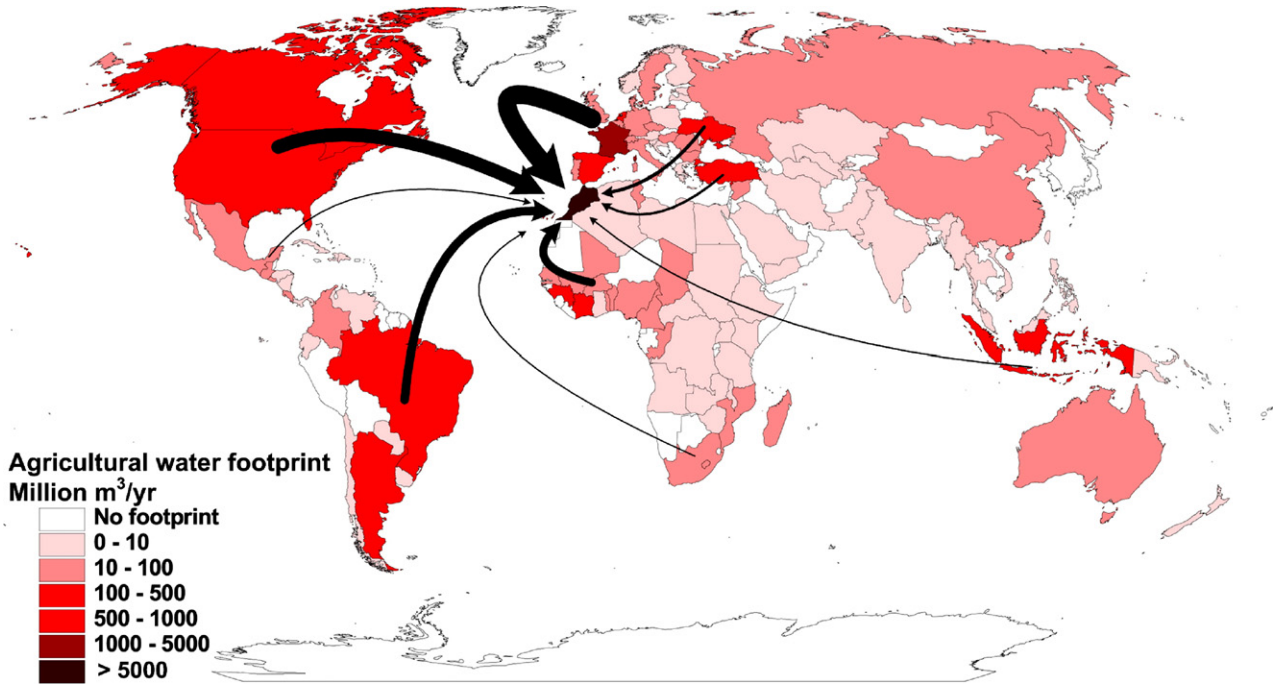 Agricultural water footprint
Million m³/yr
No footprint
0 - 10
10 - 100
100 - 500
500 - 1000
1000 - 5000
> 5000